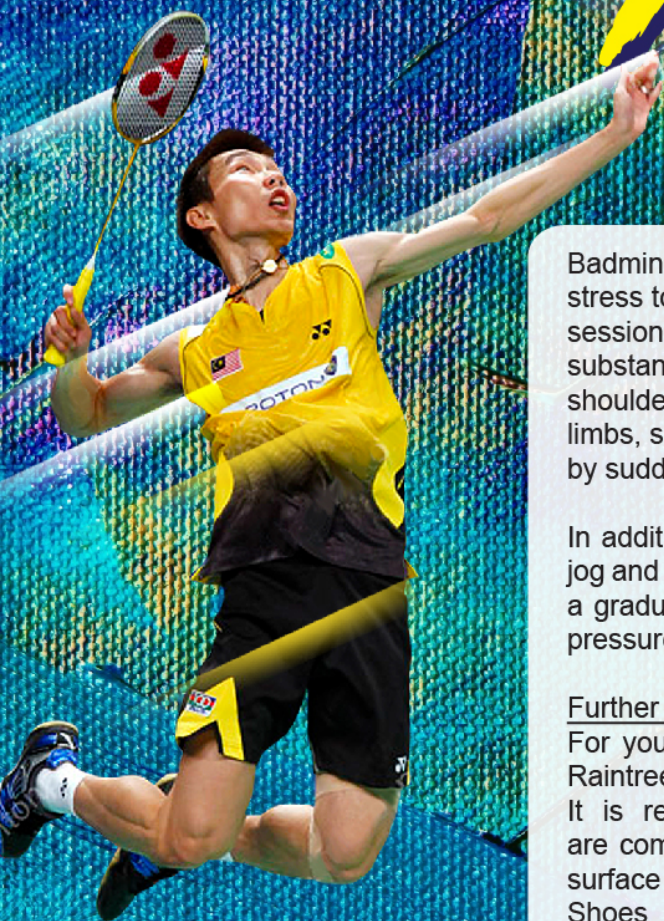 ROTON
Badmin
stress to
session
substan
shoulde
limbs, s
by sudd
In addit
jog and
a gradu
pressure
Further
For you
Raintree
It is re
are com
surface
Shoes